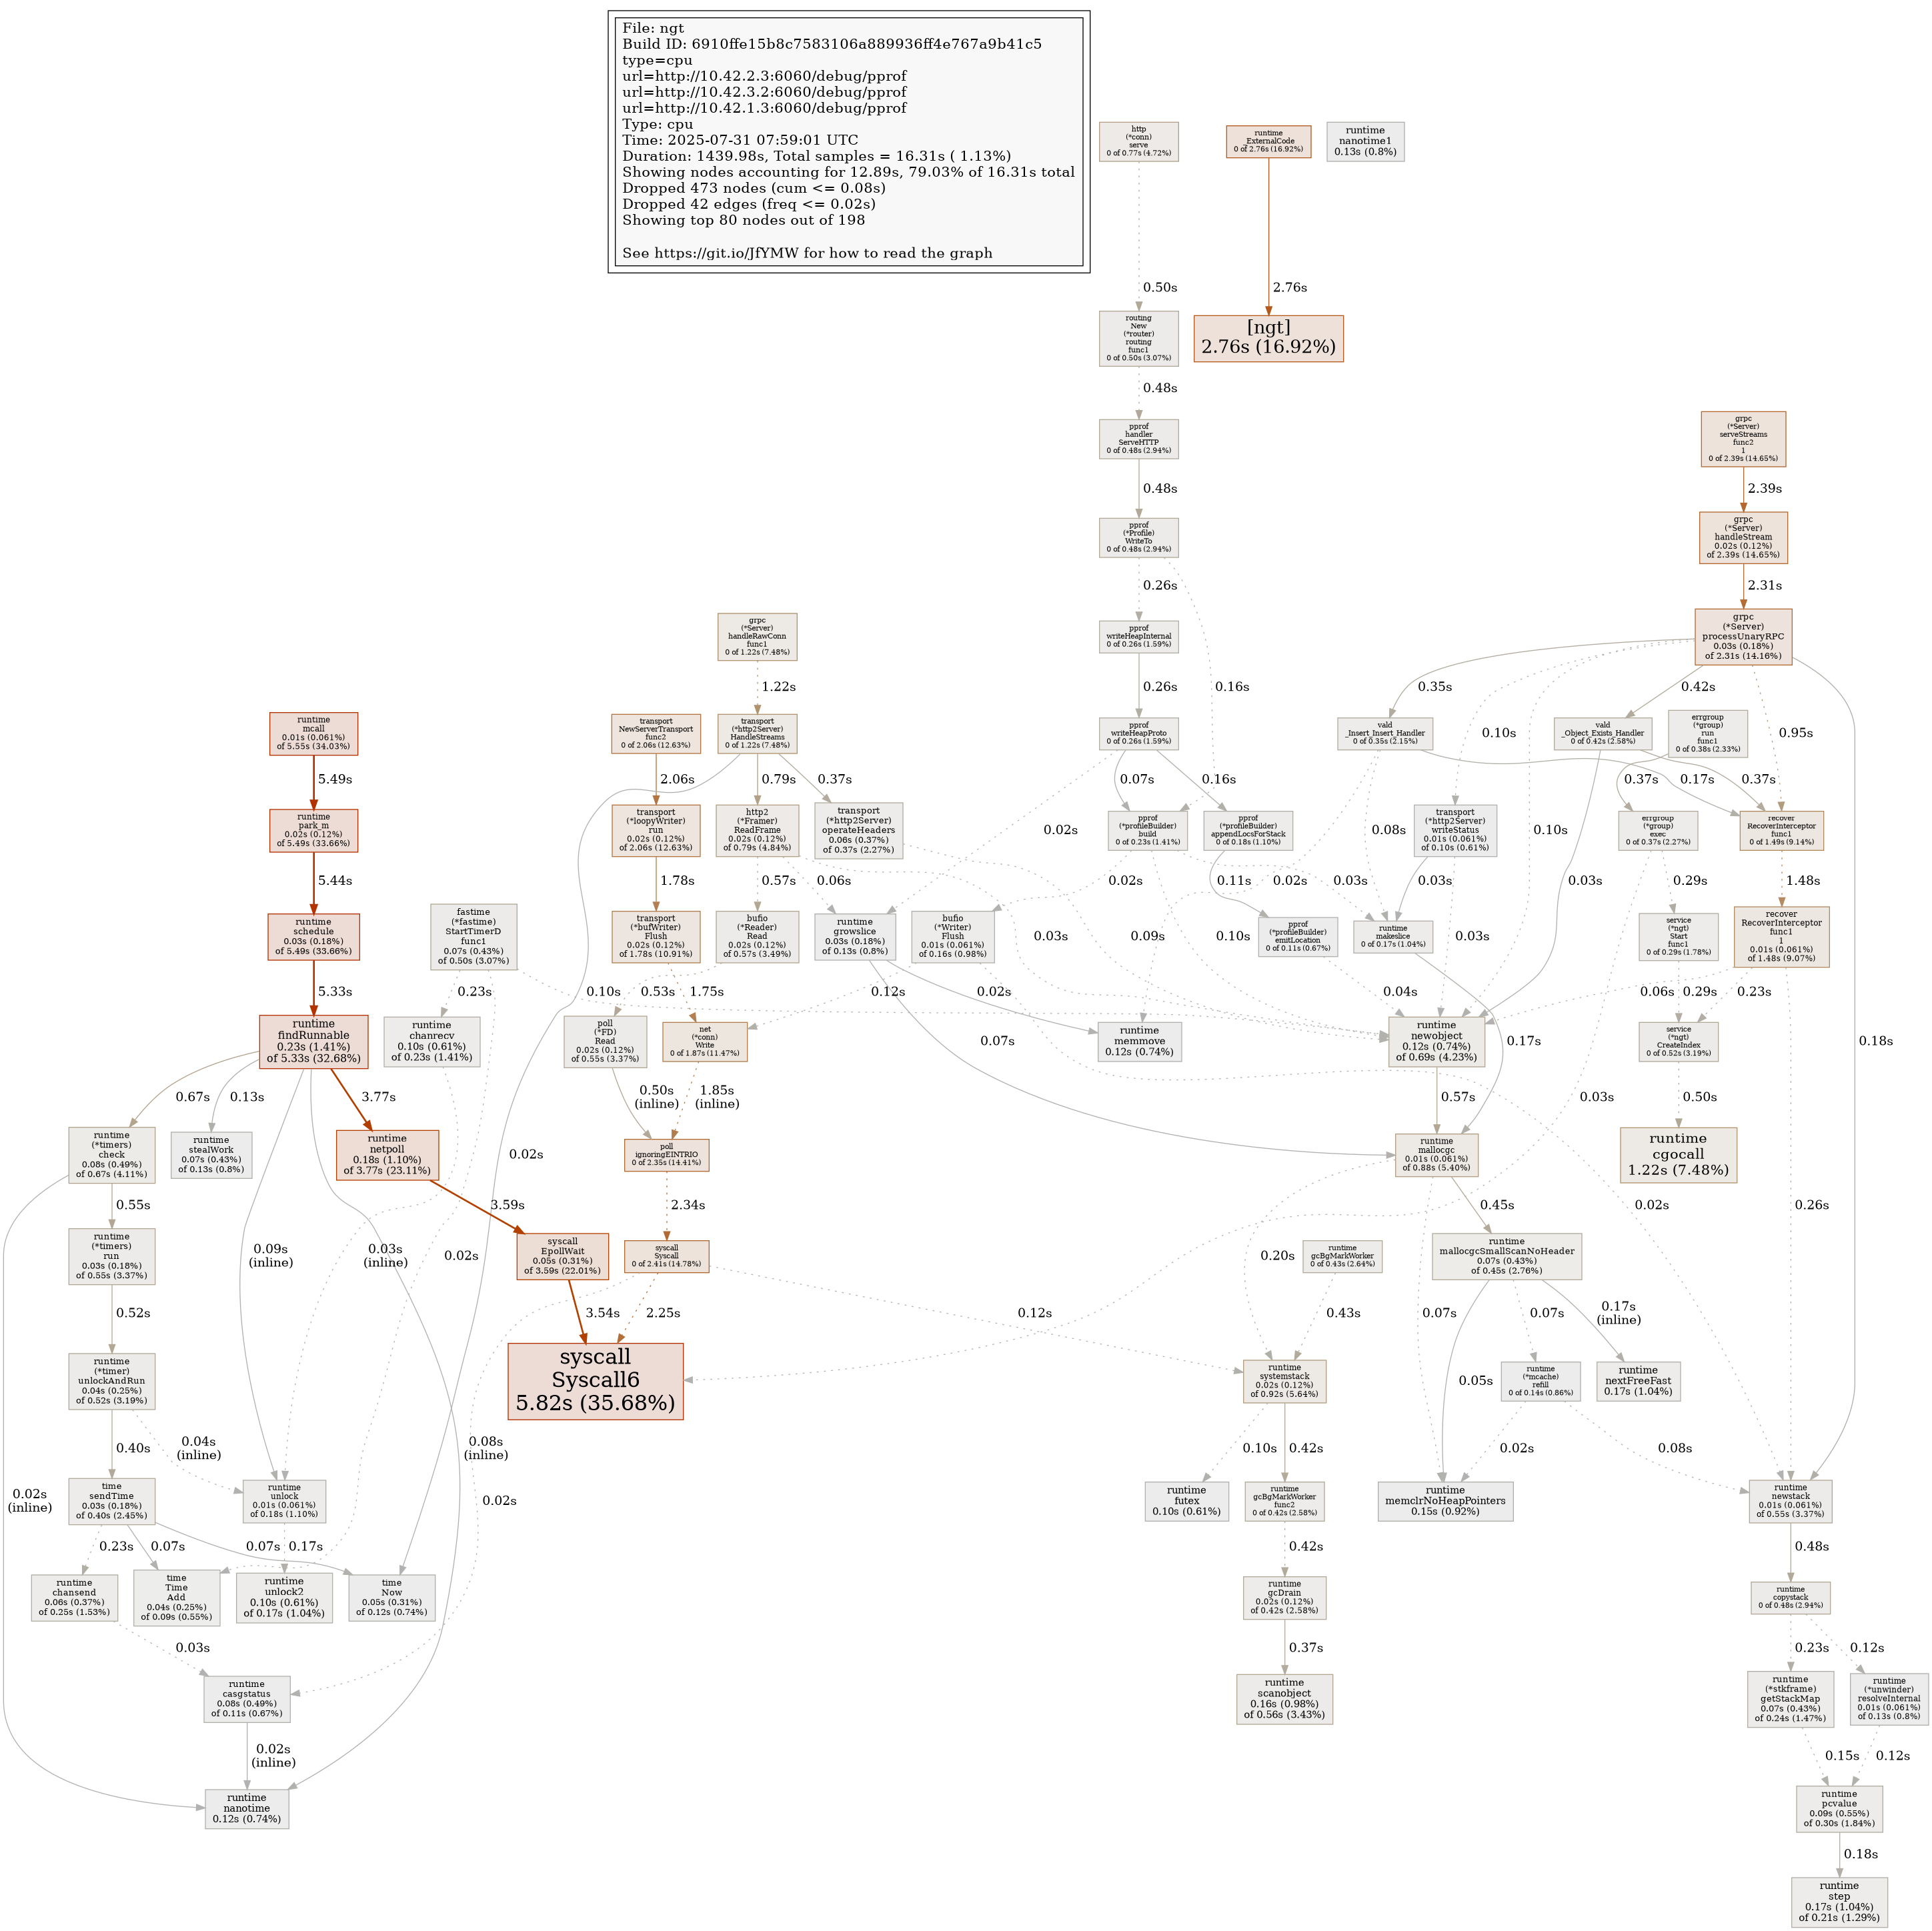 File: ngt
Build ID: 6910ffe15b8c7583106a889936ff4e767a9b41c5
type=cpu
url=http://10.42.2.3:6060/debug/pprof
url=http://10.42.3.2:6060/debug/pprof
url=http://10.42.1.3:6060/debug/pprof
Type: cpu
Time: 2025-07-31 07:59:01 UTC
Duration: 1439.98s, Total samples = 16.31s ( 1.13%)
Showing nodes accounting for 12.89s, 79.03% of 16.31s total
Dropped 473 nodes (cum <= 0.08s)
Dropped 42 edges (freq <= 0.02s)
Showing top 80 nodes out of 198
See https://git.io/JfYMW for how to read the graph
http
(*conn)
serve
0 of 0.77s (4.72%)
runtime
_ExternalCode
0 of 2.76s (16.92%)
runtime
nanotime1
0.13s (0.8%)
0.50s
2.76s
routing
New
(*router)
routing
func1
0 of 0.50s (3.07%)
[ngt]
2.76s (16.92%)
0.48s
pprof
handler
ServeHTTP
0 of 0.48s (2.94%)
grpc
(*Server)
serveStreams
func2
1
0 of 2.39s (14.65%)
0.48s
2.39s
pprof
(*Profile)
WriteTo
0 of 0.48s (2.94%)
grpc
(*Server)
handleStream
0.02s (0.12%)
of 2.39s (14.65%)
0.26s
2.31s
grpc
(*Server)
handleRawConn
func1
0 of 1.22s (7.48%)
pprof
writeHeapInternal
0 of 0.26s (1.59%)
grpc
(*Server)
processUnaryRPC
0.03s (0.18%)
of 2.31s (14.16%)
1.22s
0.26s
0.16s
0.35s
0.42s
0.10s
0.95s
0.18s
runtime
mcall
0.01s (0.061%)
of 5.55s (34.03%)
transport
NewServerTransport
func2
0 of 2.06s (12.63%)
transport
(*http2Server)
HandleStreams
0 of 1.22s (7.48%)
pprof
writeHeapProto
0 of 0.26s (1.59%)
vald
_Insert_Insert_Handler
0 of 0.35s (2.15%)
vald
_Object_Exists_Handler
0 of 0.42s (2.58%)
errgroup
(*group)
run
func1
0 of 0.38s (2.33%)
5.49s
2.06s
0.79s
0.37s
0.07s
0.16s
0.17s
0.37s
0.37s
runtime
park_m
0.02s (0.12%)
of 5.49s (33.66%)
transport
(*loopyWriter)
run
0.02s (0.12%)
of 2.06s (12.63%)
http2
(*Framer)
ReadFrame
0.02s (0.12%)
of 0.79s (4.84%)
transport
(*http2Server)
operateHeaders
0.06s (0.37%)
of 0.37s (2.27%)
0.02s
pprof
(*profileBuilder)
build
0 of 0.23s (1.41%)
pprof
(*profileBuilder)
appendLocsForStack
0 of 0.18s (1.10%)
0.08s
transport
(*http2Server)
writeStatus
0.01s (0.061%)
of 0.10s (0.61%)
0.10s
errgroup
(*group)
exec
0 of 0.37s (2.27%)
recover
RecoverInterceptor
func1
0 of 1.49s (9.14%)
5.44s
1.78s
0.57s
0.06s
0.02s
0.11s
0.02s
0.03s
0.03s
0.03s
0.29s
1.48s
runtime
schedule
0.03s (0.18%)
of 5.49s (33.66%)
fastime
(*fastime)
StartTimerD
func1
0.07s (0.43%)
of 0.50s (3.07%)
transport
(*bufWriter)
Flush
0.02s (0.12%)
of 1.78s (10.91%)
bufio
(*Reader)
Read
0.02s (0.12%)
of 0.57s (3.49%)
runtime
growslice
0.03s (0.18%)
of 0.13s (0.8%)
bufio
(*Writer)
Flush
0.01s (0.061%)
of 0.16s (0.98%)
0.03s
0.09s
0.10s
pprof
(*profileBuilder)
emitLocation
0 of 0.11s (0.67%)
runtime
makeslice
0 of 0.17s (1.04%)
0.03s
service
(*ngt)
Start
func1
0 of 0.29s (1.78%)
recover
RecoverInterceptor
func1
1
0.01s (0.061%)
of 1.48s (9.07%)
5.33s
0.23s
0.10s
0.53s
1.75s
0.12s
0.02s
0.04s
0.06s
0.29s
0.23s
runtime
findRunnable
0.23s (1.41%)
of 5.33s (32.68%)
runtime
chanrecv
0.10s (0.61%)
of 0.23s (1.41%)
poll
(*FD)
Read
0.02s (0.12%)
of 0.55s (3.37%)
net
(*conn)
Write
0 of 1.87s (11.47%)
0.07s
runtime
memmove
0.12s (0.74%)
runtime
newobject
0.12s (0.74%)
of 0.69s (4.23%)
0.17s
service
(*ngt)
CreateIndex
0 of 0.52s (3.19%)
0.18s
0.67s
0.13s
3.77s
0.50s
(inline)
1.85s
(inline)
0.57s
0.03s
0.50s
runtime
(*timers)
check
0.08s (0.49%)
of 0.67s (4.11%)
runtime
stealWork
0.07s (0.43%)
of 0.13s (0.8%)
runtime
netpoll
0.18s (1.10%)
of 3.77s (23.11%)
0.02s
poll
ignoringEINTRIO
0 of 2.35s (14.41%)
runtime
mallocgc
0.01s (0.061%)
of 0.88s (5.40%)
runtime
cgocall
1.22s (7.48%)
0.55s
3.59s
2.34s
0.45s
0.02s
0.26s
runtime
(*timers)
run
0.03s (0.18%)
of 0.55s (3.37%)
0.09s
(inline)
0.03s
(inline)
0.02s
syscall
EpollWait
0.05s (0.31%)
of 3.59s (22.01%)
syscall
Syscall
0 of 2.41s (14.78%)
0.20s
runtime
gcBgMarkWorker
0 of 0.43s (2.64%)
runtime
mallocgcSmallScanNoHeader
0.07s (0.43%)
of 0.45s (2.76%)
0.52s
3.54s
2.25s
0.12s
0.43s
0.07s
0.07s
0.17s
(inline)
runtime
(*timer)
unlockAndRun
0.04s (0.25%)
of 0.52s (3.19%)
syscall
Syscall6
5.82s (35.68%)
runtime
systemstack
0.02s (0.12%)
of 0.92s (5.64%)
0.05s
runtime
(*mcache)
refill
0 of 0.14s (0.86%)
runtime
nextFreeFast
0.17s (1.04%)
0.40s
0.04s
(inline)
0.08s
(inline)
0.10s
0.42s
0.02s
0.08s
0.02s
(inline)
time
sendTime
0.03s (0.18%)
of 0.40s (2.45%)
runtime
unlock
0.01s (0.061%)
of 0.18s (1.10%)
0.02s
runtime
futex
0.10s (0.61%)
runtime
gcBgMarkWorker
func2
0 of 0.42s (2.58%)
runtime
memclrNoHeapPointers
0.15s (0.92%)
runtime
newstack
0.01s (0.061%)
of 0.55s (3.37%)
0.23s
0.07s
0.07s
0.17s
0.42s
0.48s
runtime
chansend
0.06s (0.37%)
of 0.25s (1.53%)
time
Time
Add
0.04s (0.25%)
of 0.09s (0.55%)
runtime
unlock2
0.10s (0.61%)
of 0.17s (1.04%)
time
Now
0.05s (0.31%)
of 0.12s (0.74%)
runtime
gcDrain
0.02s (0.12%)
of 0.42s (2.58%)
runtime
copystack
0 of 0.48s (2.94%)
0.03s
0.37s
0.23s
0.12s
runtime
casgstatus
0.08s (0.49%)
of 0.11s (0.67%)
runtime
scanobject
0.16s (0.98%)
of 0.56s (3.43%)
runtime
(*stkframe)
getStackMap
0.07s (0.43%)
of 0.24s (1.47%)
runtime
(*unwinder)
resolveInternal
0.01s (0.061%)
of 0.13s (0.8%)
0.02s
(inline)
0.15s
0.12s
runtime
nanotime
0.12s (0.74%)
runtime
pcvalue
0.09s (0.55%)
of 0.30s (1.84%)
0.18s
runtime
step
0.17s (1.04%)
of 0.21s (1.29%)